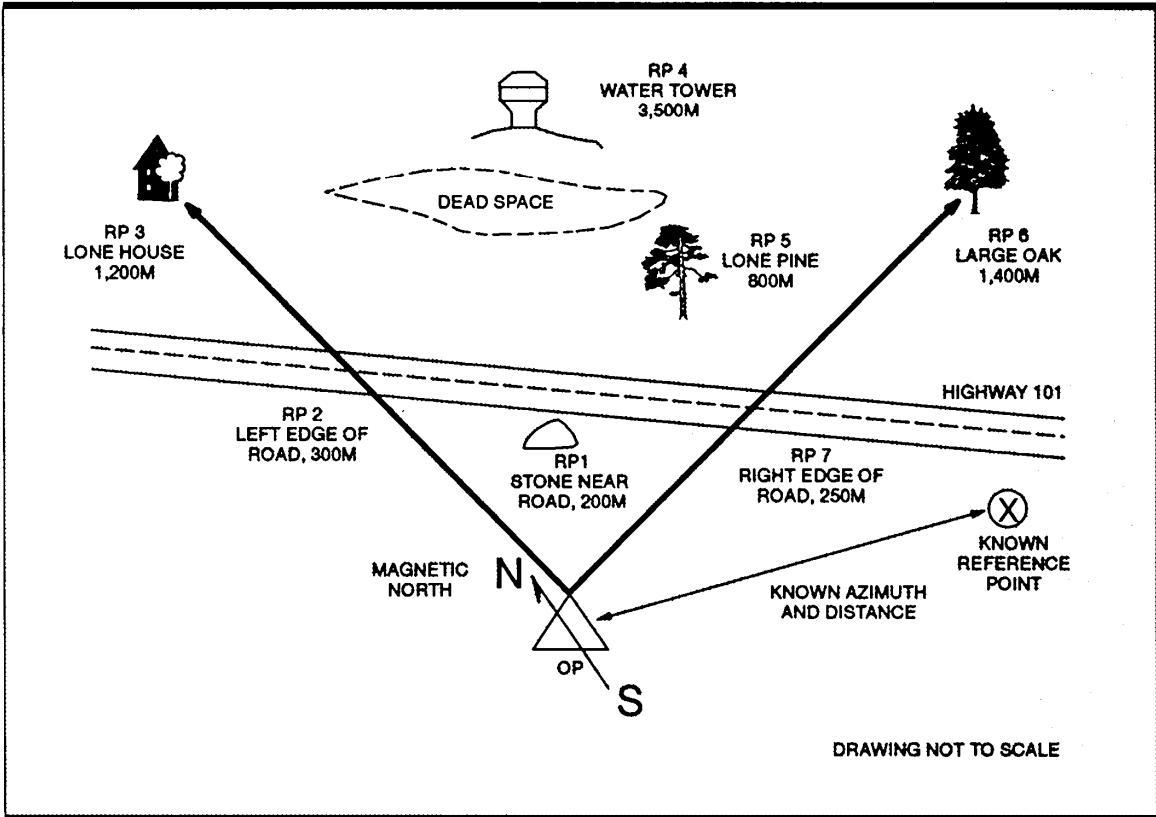 RP 4
WATER TOWER
3,500M
DEAD SPACE
RP 3
LONE HOUSE
1,200M
RP 5
LONE PINE
800M
RP 6
LARGE OAK
1,400M
HIGHWAY 101
RP 2
LEFT EDGE OF
ROAD, 300M
RP1
STONE NEAR
ROAD, 200M
RP 7
RIGHT EDGE OF
ROAD, 250M
X
KNOWN
REFERENCE
POINT
MAGNETIC
NORTH
N
KNOWN AZIMUTH
AND DISTANCE
OP
S
DRAWING NOT TO SCALE